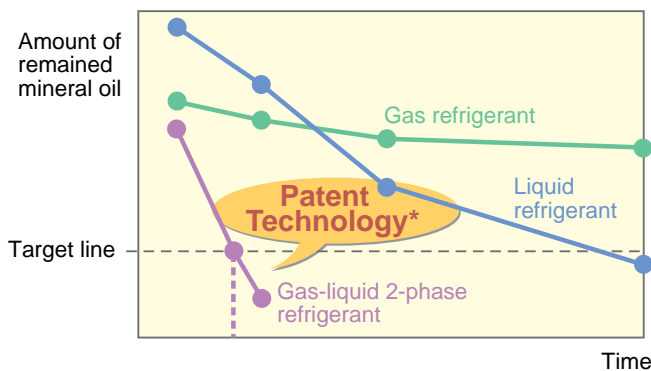 Amount of
remained
mineral oil
Gas refrigerant
Liquid
refrigerant
Patent
Technology*
Target line
Gas-liquid 2-phase
refrigerant
Time